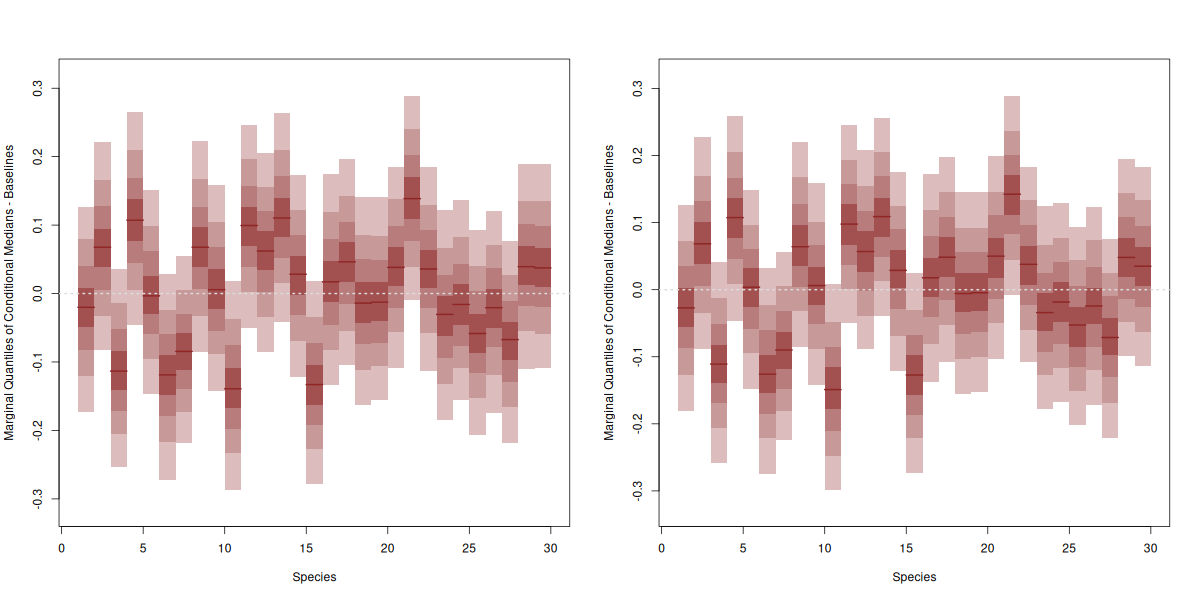 Marginal Quantiles of Conditional Medians - Baselines
0.3
0.2
0.1
0.0
-0.1
-0.2
-0.3
0 5 10 15 20 25 30
Species
Marginal Quantiles of Conditional Medians - Baselines
0.3
0.2
0.1
0.0
-0.1
-0.2
-0.3
0 5 10 15 20 25 30
Species